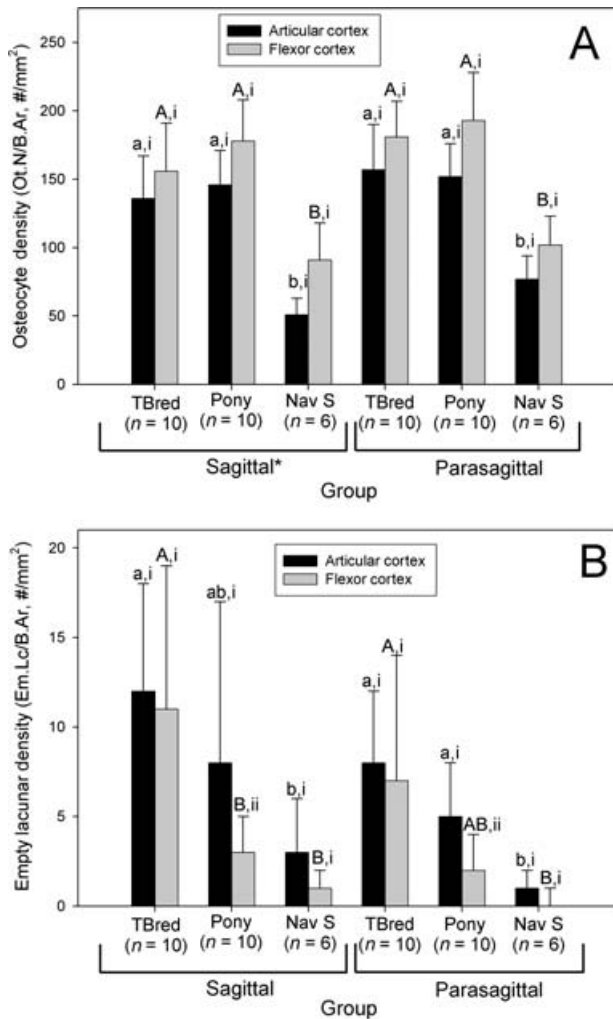 Articular cortex
Flexor cortex
A
Osteocyte density (Ot.N/B.Ar, #/mm²)
250
200
150
100
50
0
a,i A,i a,i A,i b,i B,i a,i A,i a,i A,i b,i B,i
TBred Pony Nav S TBred Pony Nav S
(n = 10) (n = 10) (n = 6) (n = 10) (n = 10) (n = 6)
Sagittal* Parasagittal
Group
Articular cortex
Flexor cortex
B
Empty lacunar density (Em.Lc/B.Ar, #/mm²)
20
15
10
5
0
a,i A,i ab,i B,ii b,i B,i a,i A,i a,i AB,ii b,i B,i
TBred Pony Nav S TBred Pony Nav S
(n = 10) (n = 10) (n = 6) (n = 10) (n = 10) (n = 6)
Sagittal Parasagittal
Group